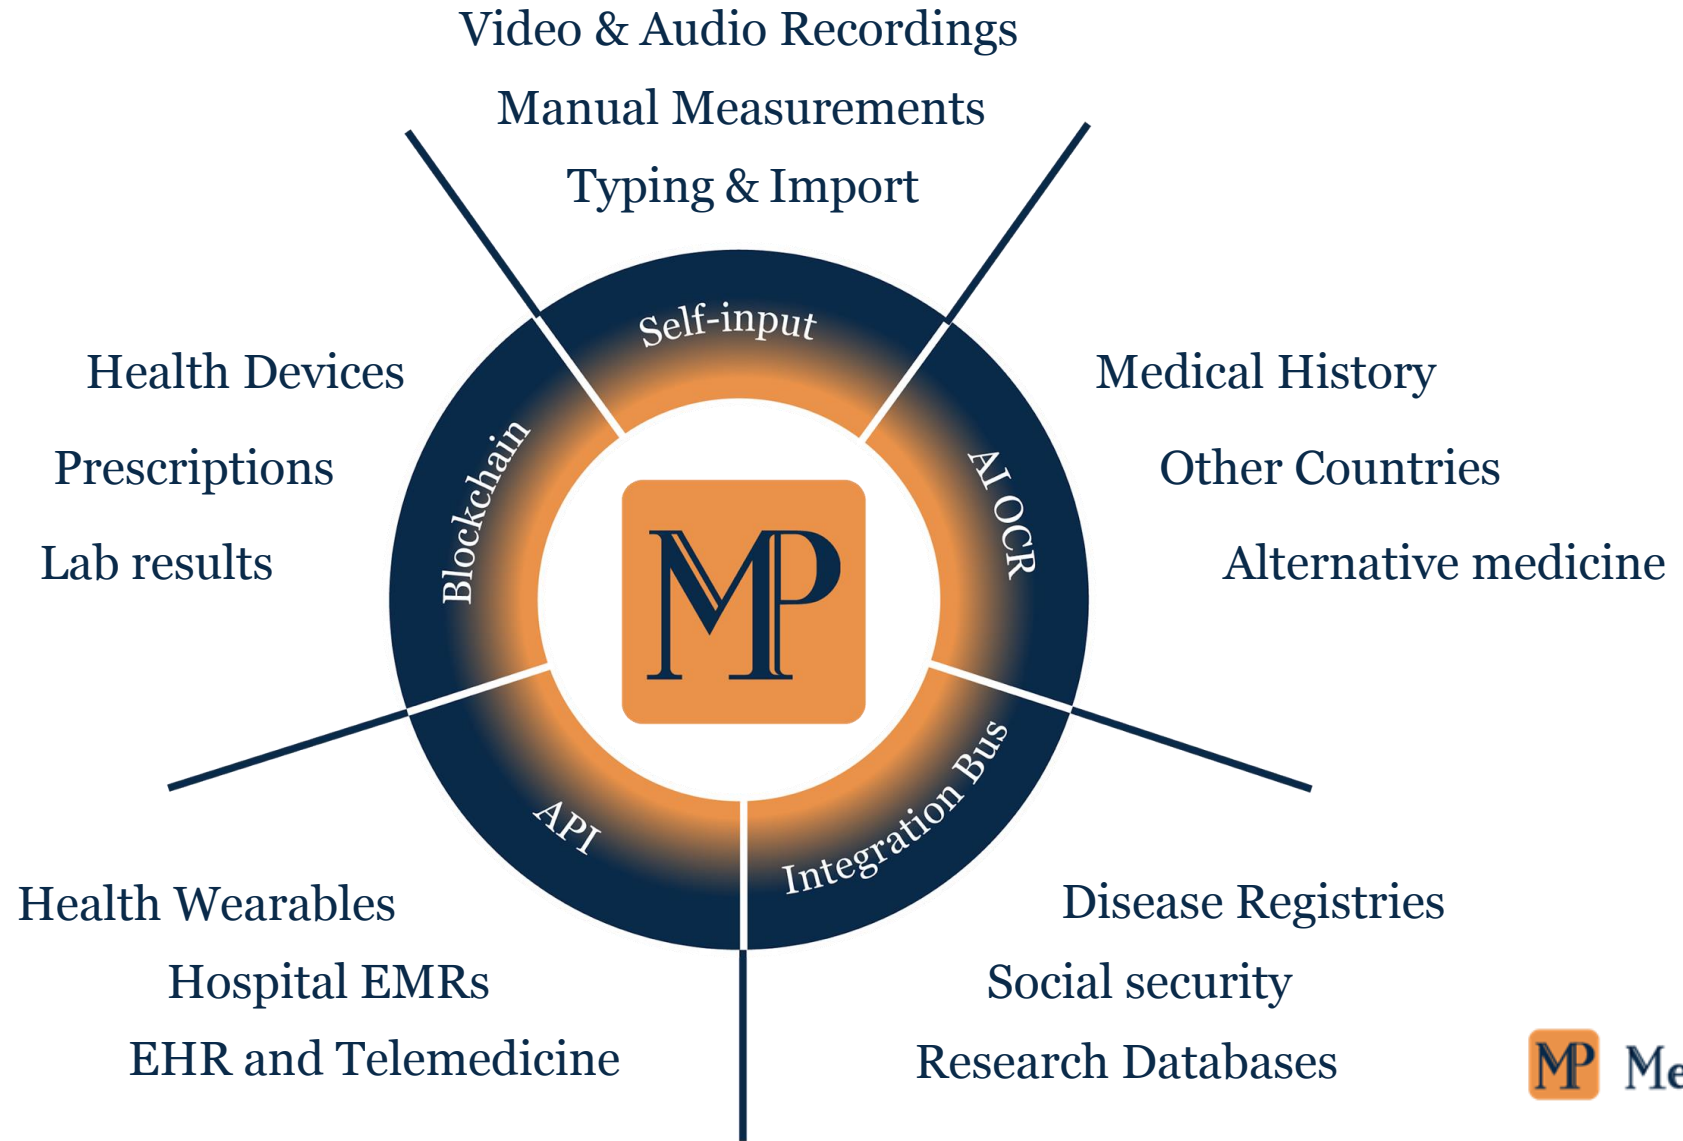 Video & Audio Recordings
Manual Measurements
Typing & Import
Self-input
Health Devices
Prescriptions
Lab results
Blockchain
AI OCR
Medical History
Other Countries
Alternative medicine
API
Integration Bus
MP
Health Wearables
Hospital EMRs
EHR and Telemedicine
Disease Registries
Social security
Research Databases
MP